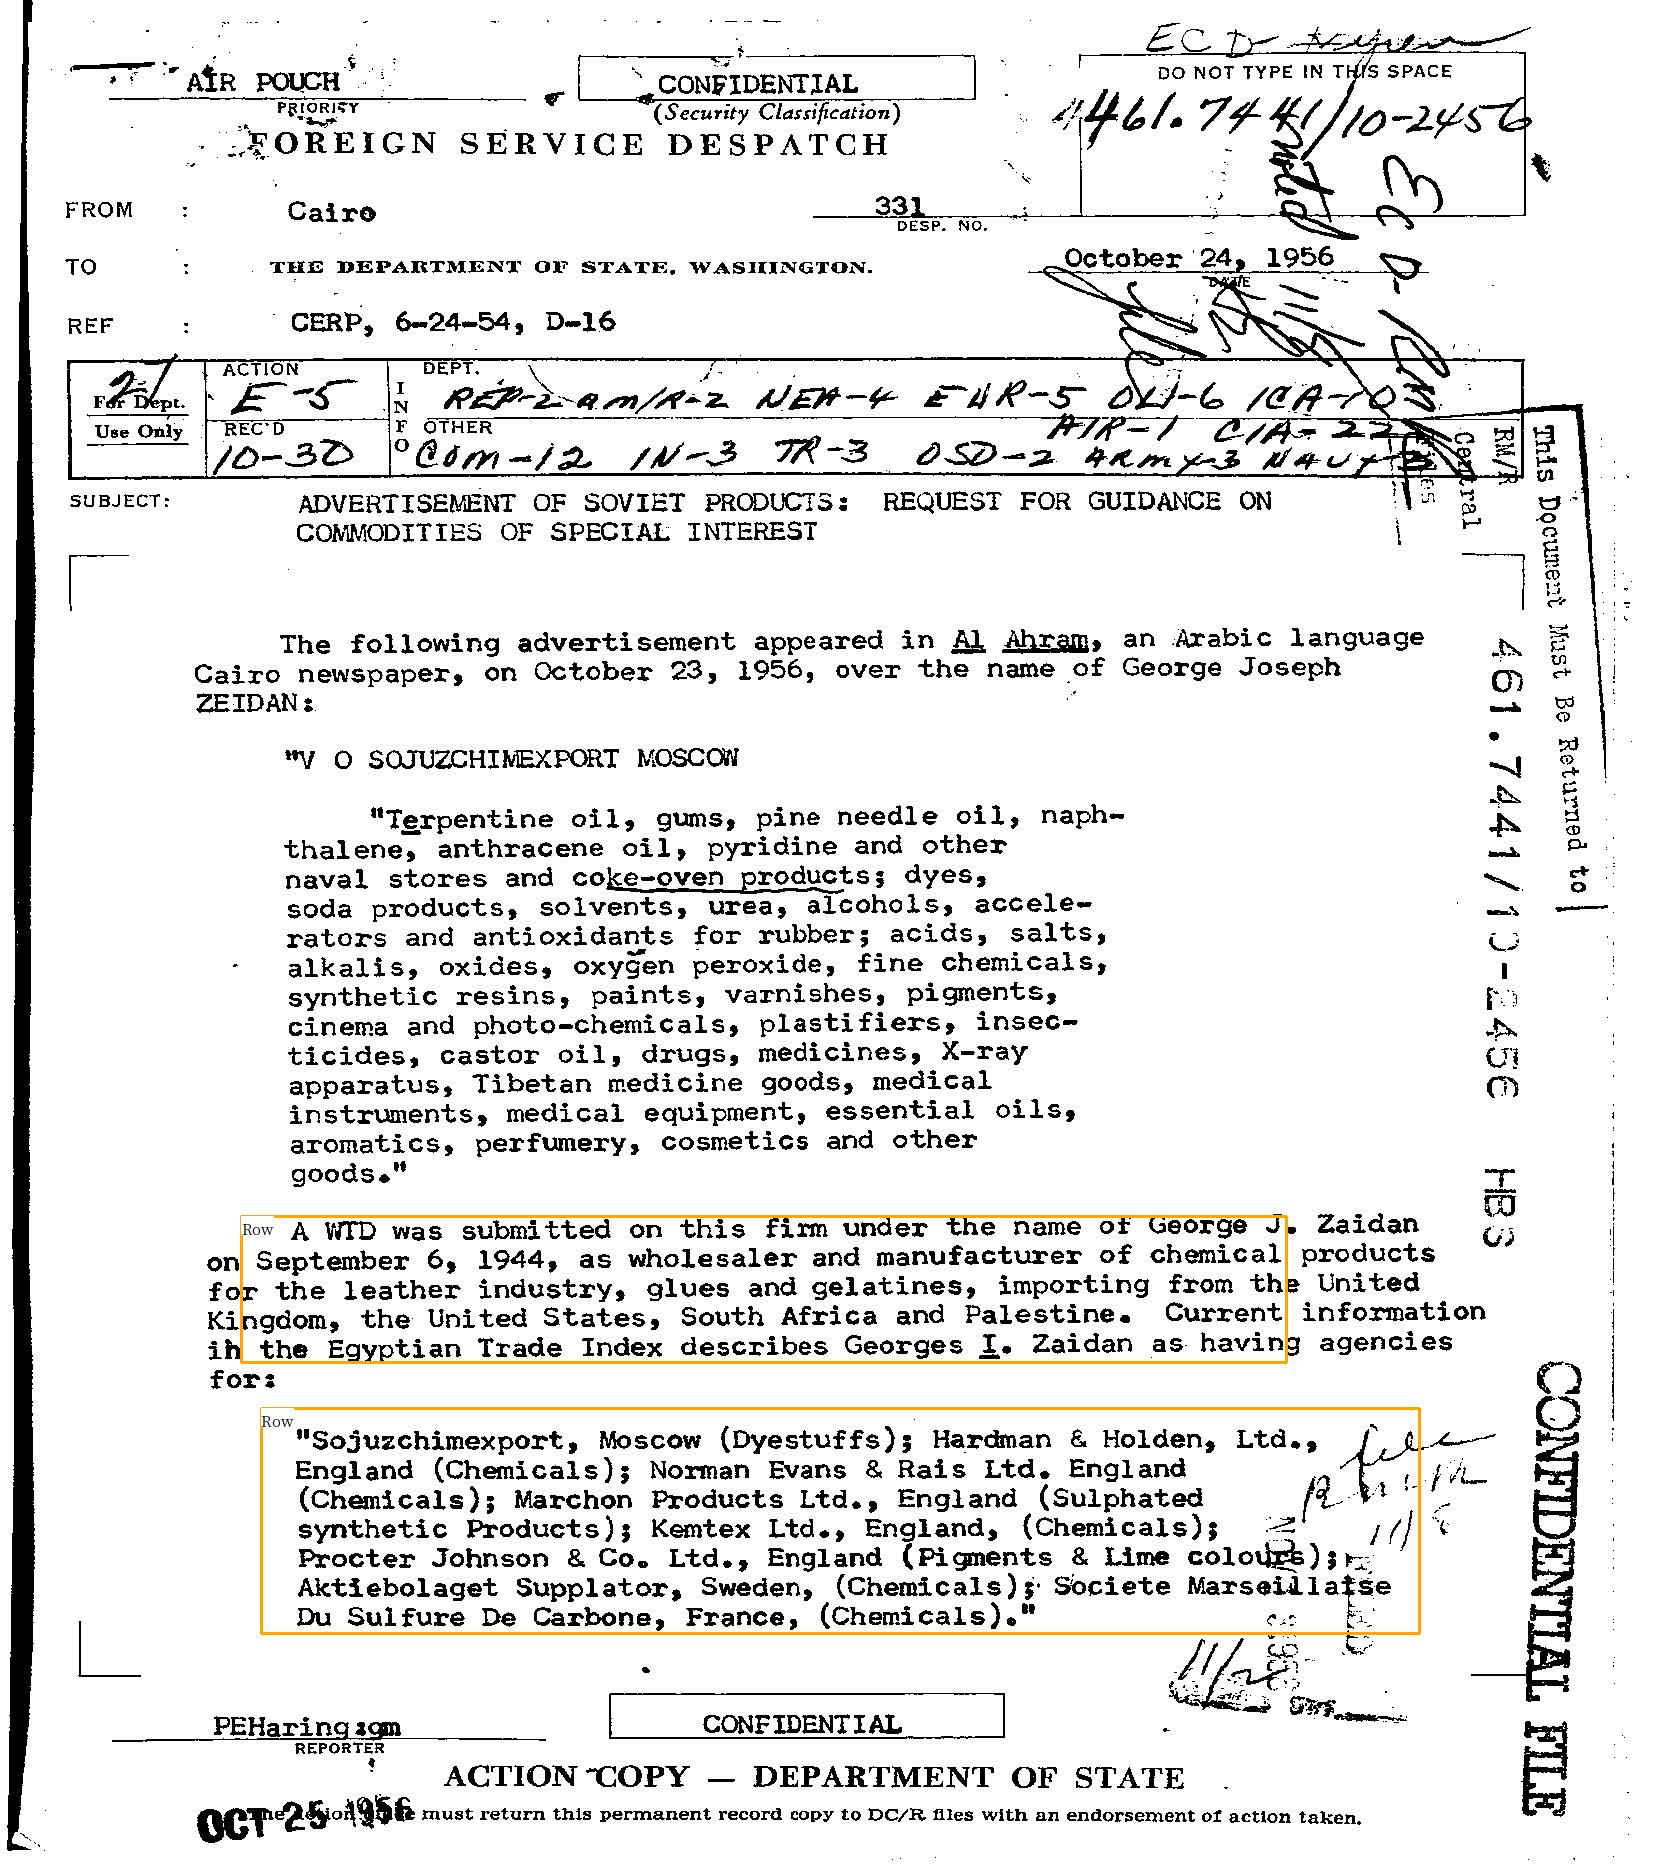 AIR POUCH
PRIORITY
CONFIDENTIAL
(Security Classification)
DO NOT TYPE IN THIS SPACE
461.7441/10-2456
FOREIGN SERVICE DESPATCH
FROM : Cairo
331
DESP. NO.
TO : THE DEPARTMENT OF STATE, WASHINGTON.
October 24, 1956
DATE
REF : CERP, 6-24-54, D-16
27
For Dept.
Use Only
ACTION
E-5
REC'D
10-30
INFO
DEPT.
REP-2 am/R-2 NEA-4 EUR-5 OLI-6 ICA-10
OTHER
AIR-1 CIA-22
COM-12 IN-3 TR-3 OSD-2 ARMY-3 NAVY
SUBJECT: ADVERTISEMENT OF SOVIET PRODUCTS: REQUEST FOR GUIDANCE ON
COMMODITIES OF SPECIAL INTEREST
The following advertisement appeared in Al Ahram, an Arabic language
Cairo newspaper, on October 23, 1956, over the name of George Joseph
ZEIDAN:
"V O SOJUZCHIMEXPORT MOSCOW
"Terpentine oil, gums, pine needle oil, naph-
thalene, anthracene oil, pyridine and other
naval stores and coke-oven products; dyes,
soda products, solvents, urea, alcohols, accele-
rators and antioxidants for rubber; acids, salts,
alkalis, oxides, oxygen peroxide, fine chemicals,
synthetic resins, paints, varnishes, pigments,
cinema and photo-chemicals, plastifiers, insec-
ticides, castor oil, drugs, medicines, X-ray
apparatus, Tibetan medicine goods, medical
instruments, medical equipment, essential oils,
aromatics, perfumery, cosmetics and other
goods."
Row
A WTD was submitted on this firm under the name of George J. Zaidan
on September 6, 1944, as wholesaler and manufacturer of chemical products
for the leather industry, glues and gelatines, importing from the United
Kingdom, the United States, South Africa and Palestine. Current information
in the Egyptian Trade Index describes Georges I. Zaidan as having agencies
for:
Row
"Sojuzchimexport, Moscow (Dyestuffs); Hardman & Holden, Ltd.,
England (Chemicals); Norman Evans & Rais Ltd. England
(Chemicals); Marchon Products Ltd., England (Sulphated
synthetic Products); Kemtex Ltd., England, (Chemicals);
Procter Johnson & Co. Ltd., England (Pigments & Lime colours);
Aktiebolaget Supplator, Sweden, (Chemicals); Societe Marseillaise
Du Sulfure De Carbone, France, (Chemicals)."
PEHaring:gm
REPORTER
CONFIDENTIAL
ACTION COPY — DEPARTMENT OF STATE
must return this permanent record copy to DC/R files with an endorsement of action taken.
OCT 25 1956
This Document Must Be Returned to
RM/R
Central
461.7441/10-2456 HBS
CONFIDENTIAL FILE